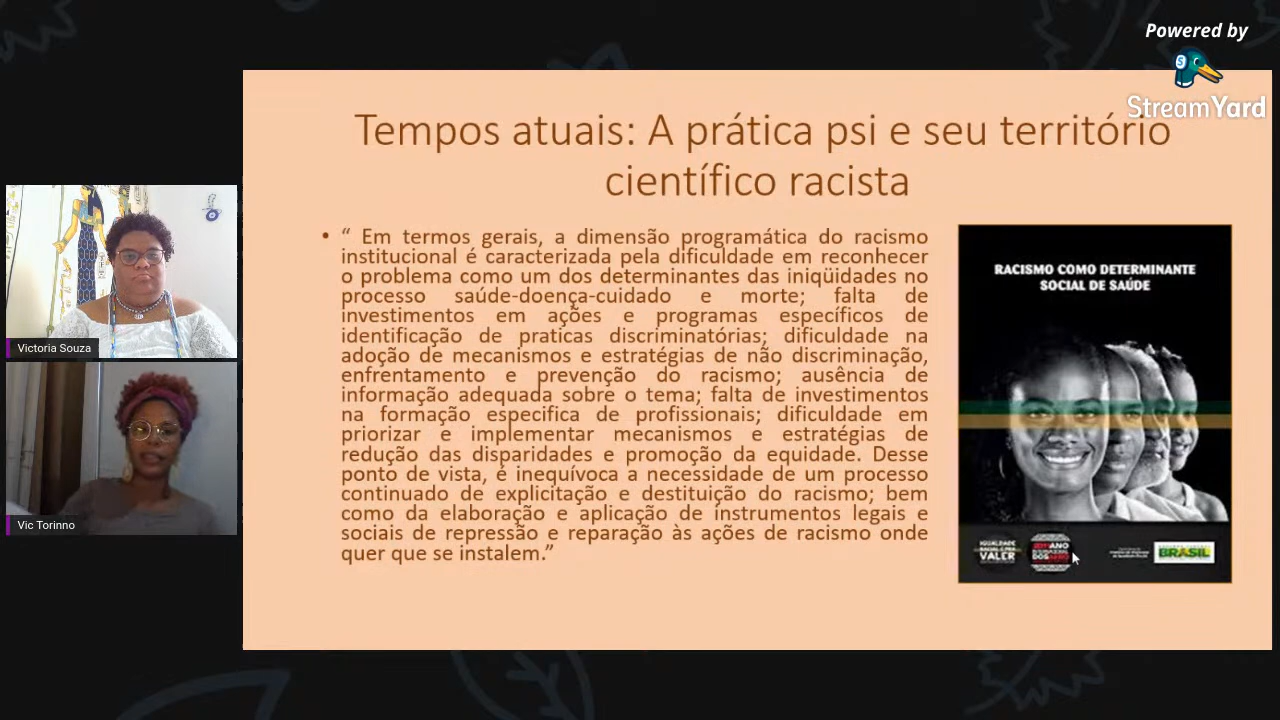 Powered by
StreamYard
Tempos atuais: A prática psi e seu território
científico racista
• “ Em termos gerais, a dimensão programática do racismo
institucional é caracterizada pela dificuldade em reconhecer
o problema como um dos determinantes das iniqüidades no
processo saúde-doença-cuidado e morte; falta de
investimentos em ações e programas específicos de
identificação de praticas discriminatórias; dificuldade na
adoção de mecanismos e estratégias de não discriminação,
enfrentamento e prevenção do racismo; ausência de
informação adequada sobre o tema; falta de investimentos
na formação especifica de profissionais; dificuldade em
priorizar e implementar mecanismos e estratégias de
redução das disparidades e promoção da equidade. Desse
ponto de vista, é inequívoca a necessidade de um processo
continuado de explicitação e destituição do racismo; bem
como da elaboração e aplicação de instrumentos legais e
sociais de repressão e reparação às ações de racismo onde
quer que se instalem.”
RACISMO COMO DETERMINANTE
SOCIAL DE SAÚDE
IGUALDADE
RACIAL É PRA
VALER
BRASIL
Victoria Souza
Vic Torinno